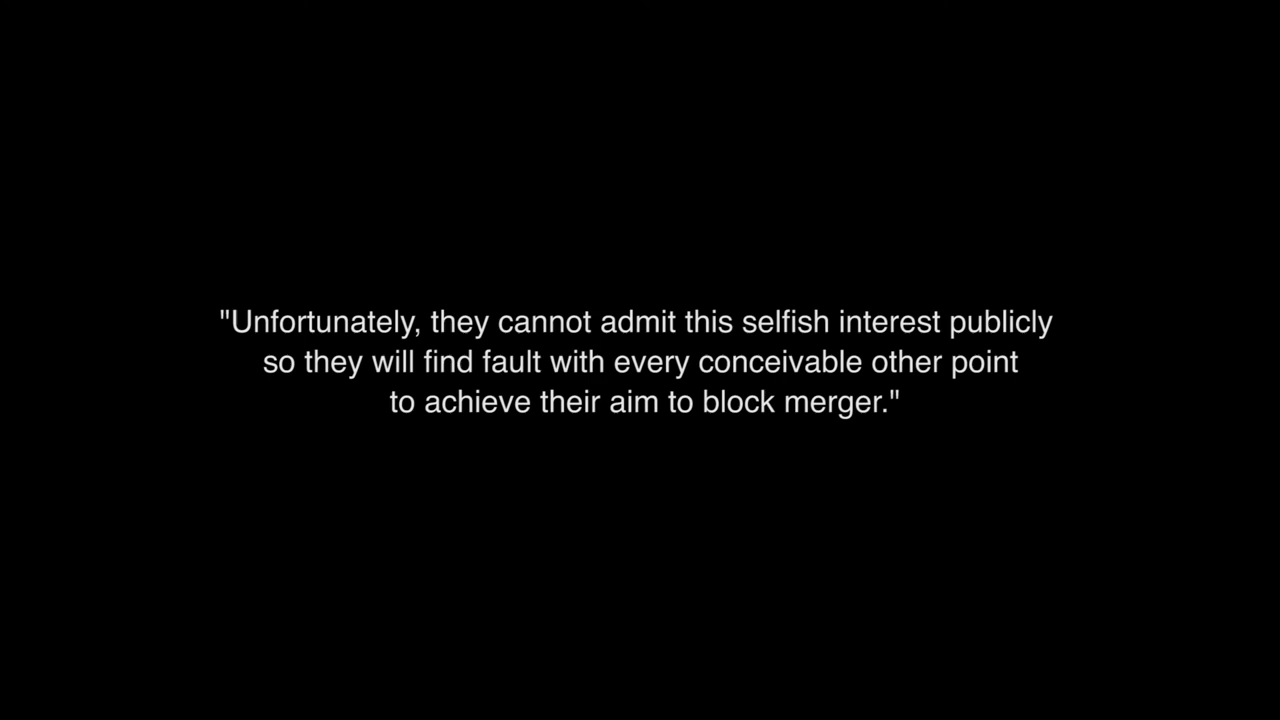 "Unfortunately, they cannot admit this selfish interest publicly
so they will find fault with every conceivable other point
to achieve their aim to block merger."